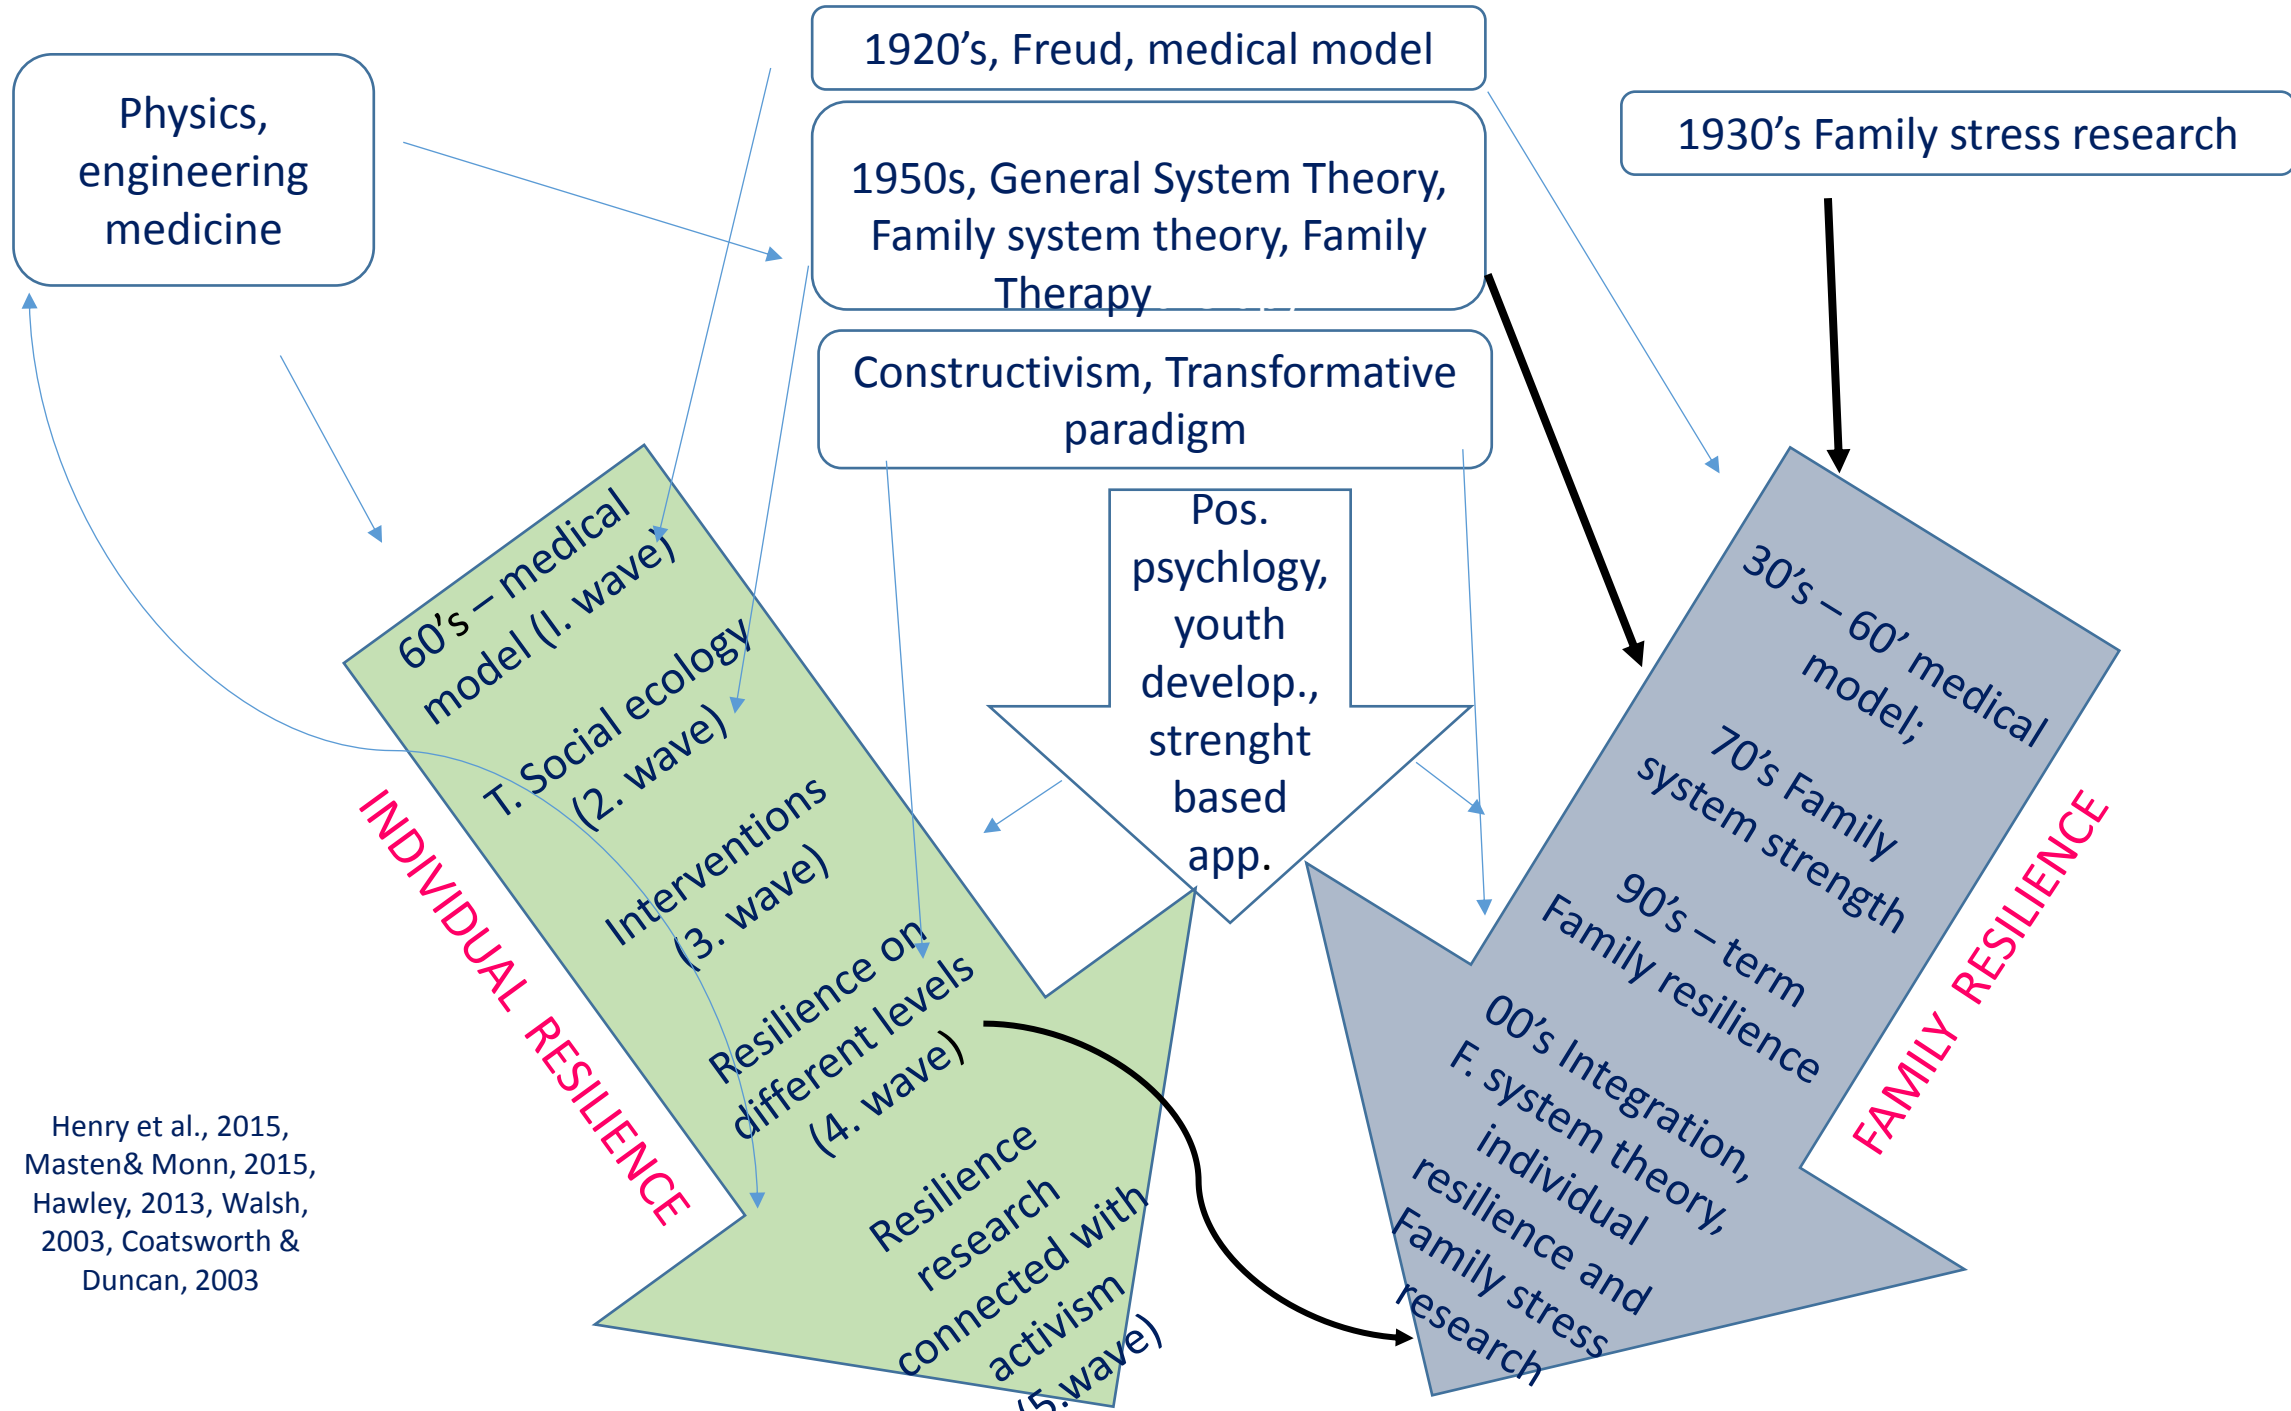 1920’s, Freud, medical model
Physics,
engineering
medicine
1930’s Family stress research
1950s, General System Theory,
Family system theory, Family
Therapy
Constructivism, Transformative
paradigm
Pos.
psychlogy,
youth
develop.,
strenght
based
app.
60’s – medical
model (I. wave)
T. Social ecology
(2. wave)
Interventions
(3. wave)
Resilience on
different levels
(4. wave)
Resilience
research
connected with
activism
(5.wave)
INDIVIDUAL RESILIENCE
30’s – 60’ medical
model;
70’s Family
system strength
90’s – term
Family resilience
00’s Integration,
F. system theory,
individual
resilience and
Family stress
research
FAMILY RESILIENCE
Henry et al., 2015,
Masten& Monn, 2015,
Hawley, 2013, Walsh,
2003, Coatsworth &
Duncan, 2003